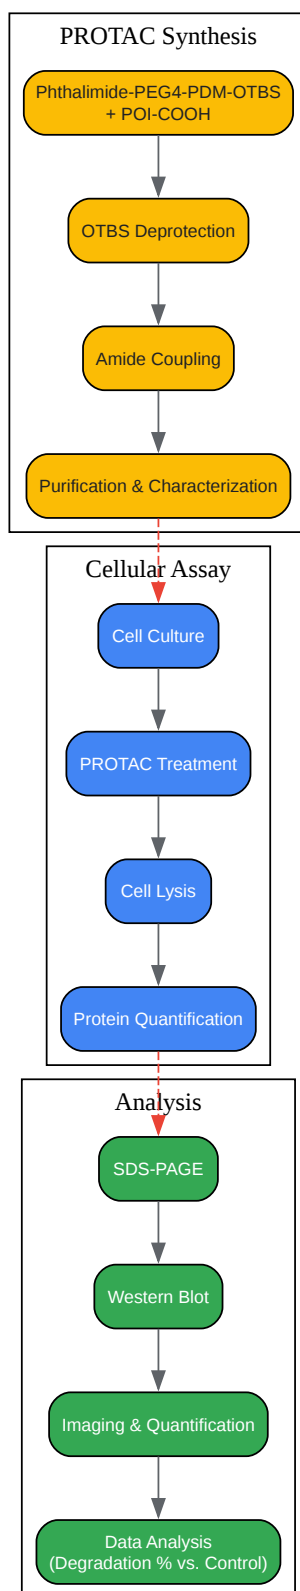 PROTAC Synthesis
Phthalimide-PEG4-PDM-OTBS
+ POI-COOH
OTBS Deprotection
Amide Coupling
Purification & Characterization
Cellular Assay
Cell Culture
PROTAC Treatment
Cell Lysis
Protein Quantification
Analysis
SDS-PAGE
Western Blot
Imaging & Quantification
Data Analysis
(Degradation % vs. Control)